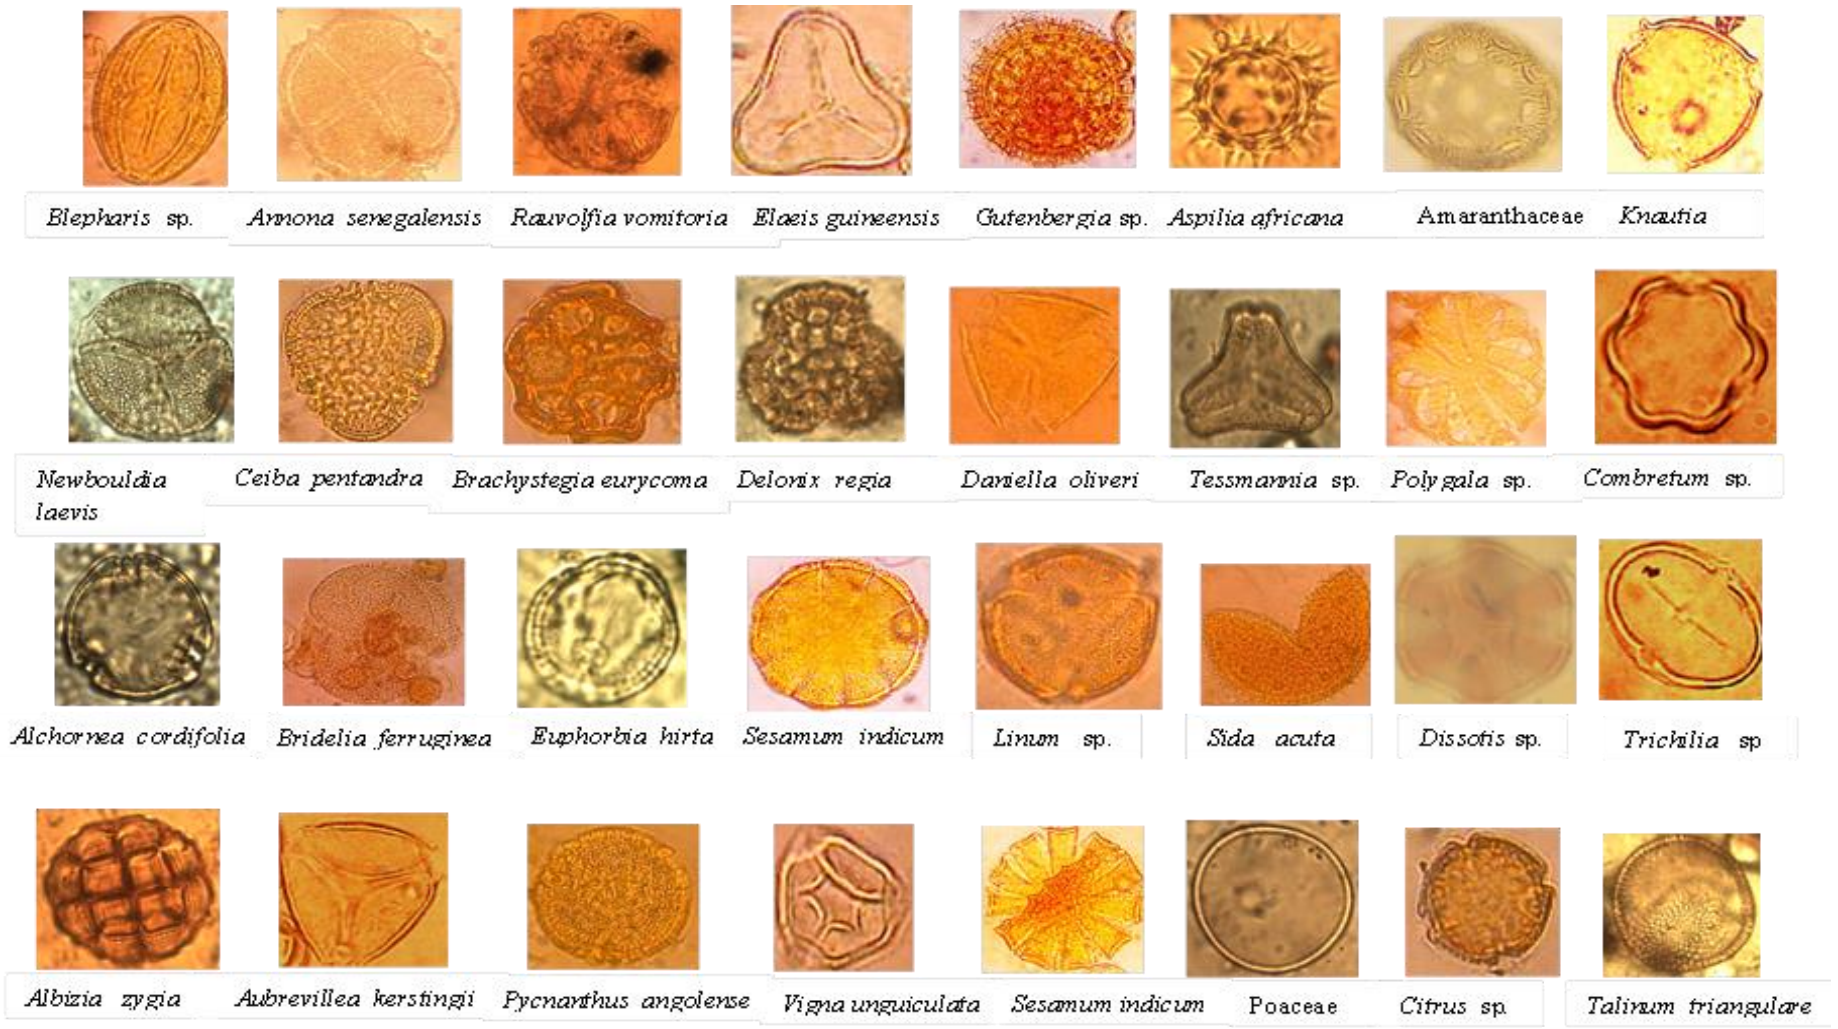 Blepharis sp.
Annona senegalensis
Rauvolfia vomitoria
Elaeis guineensis
Gutenbergia sp.
Aspilia africana
Amaranthaceae
Knautia
Newbouldia
laevis
Ceiba pentandra
Brachystegia eurycoma
Delonix regia
Daniella oliveri
Tessmannia sp.
Polygala sp.
Combretum sp.
Alchornea cordifolia
Bridelia ferruginea
Euphorbia hirta
Sesamum indicum
Linum sp.
Sida acuta
Dissotis sp.
Trichilia sp
Albizia zygia
Aubrevillea kerstingii
Pycnanthus angolense
Vigna unguiculata
Sesamum indicum
Poaceae
Citrus sp
Talinum triangulare